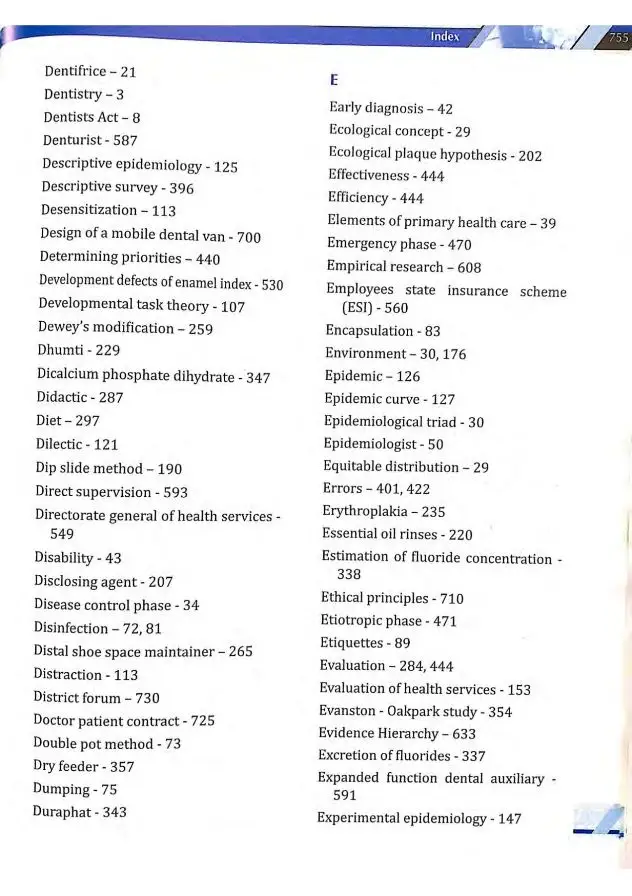 Index
755
Dentifrice – 21
Dentistry – 3
Dentists Act – 8
Denturist - 587
Descriptive epidemiology - 125
Descriptive survey - 396
Desensitization – 113
Design of a mobile dental van - 700
Determining priorities – 440
Development defects of enamel index - 530
Developmental task theory - 107
Dewey's modification – 259
Dhumti - 229
Dicalcium phosphate dihydrate - 347
Didactic - 287
Diet – 297
Dilectic - 121
Dip slide method – 190
Direct supervision - 593
Directorate general of health services -
549
Disability - 43
Disclosing agent - 207
Disease control phase - 34
Disinfection – 72, 81
Distal shoe space maintainer – 265
Distraction - 113
District forum – 730
Doctor patient contract - 725
Double pot method - 73
Dry feeder - 357
Dumping - 75
Duraphat - 343
E
Early diagnosis – 42
Ecological concept - 29
Ecological plaque hypothesis - 202
Effectiveness - 444
Efficiency - 444
Elements of primary health care – 39
Emergency phase - 470
Empirical research – 608
Employees state insurance scheme
(ESI) - 560
Encapsulation - 83
Environment – 30, 176
Epidemic – 126
Epidemic curve - 127
Epidemiological triad - 30
Epidemiologist - 50
Equitable distribution – 29
Errors – 401, 422
Erythroplakia – 235
Essential oil rinses - 220
Estimation of fluoride concentration -
338
Ethical principles - 710
Etiotropic phase - 471
Etiquettes - 89
Evaluation – 284, 444
Evaluation of health services - 153
Evanston - Oakpark study - 354
Evidence Hierarchy – 633
Excretion of fluorides - 337
Expanded function dental auxiliary -
591
Experimental epidemiology - 147